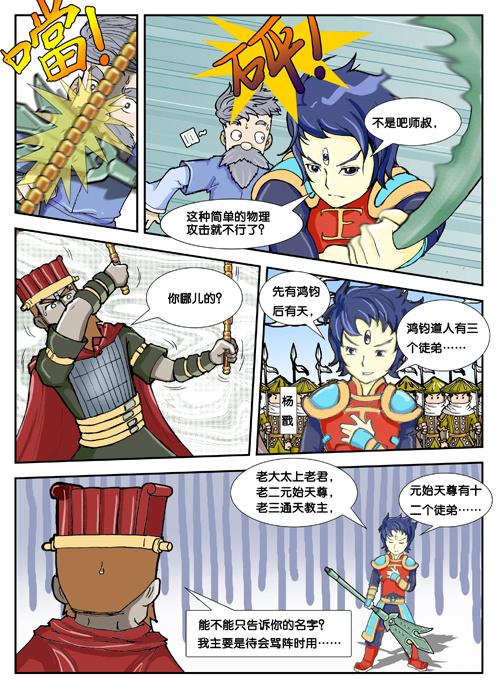 噹！
砰！
不是吧师叔，
这种简单的物理
攻击就不行了？
你哪儿的？
先有鸿钧
后有天，
鸿钧道人有三
个徒弟……
杨
戬
老大太上老君，
老二元始天尊，
老三通天教主，
元始天尊有十
二个徒弟……
能不能只告诉你的名字？
我主要是待会骂阵时用……